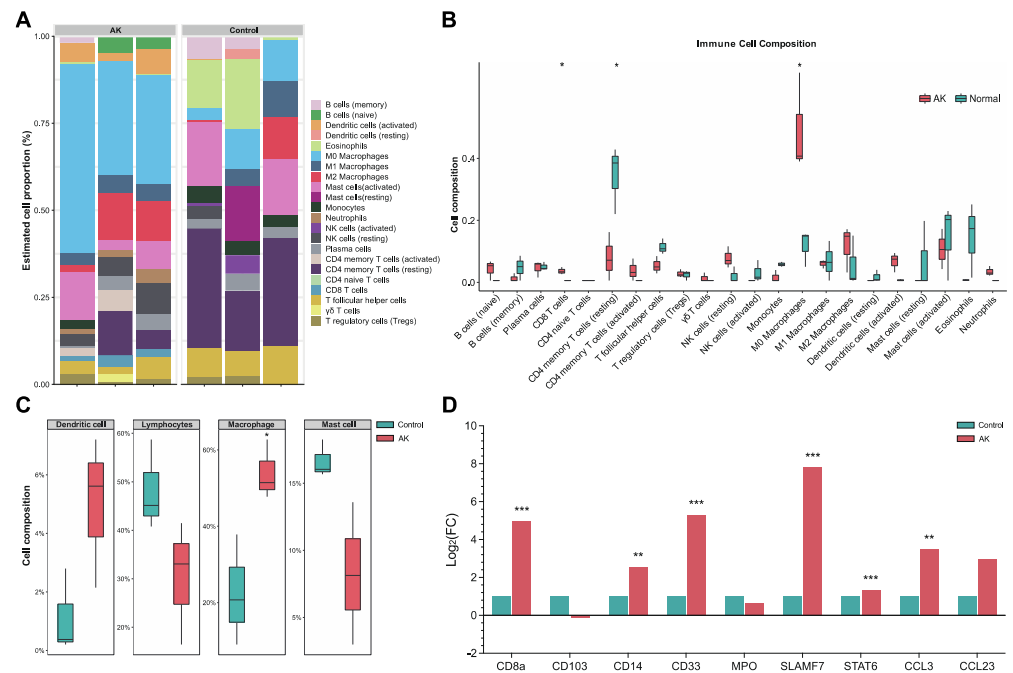 A
AK
Control
Estimated cell proportion (%)
1.00
0.75
0.50
0.25
0.00
B cells (memory)
B cells (naive)
Dendritic cells (activated)
Dendritic cells (resting)
Eosinophils
M0 Macrophages
M1 Macrophages
M2 Macrophages
Mast cells(activated)
Mast cells(resting)
Monocytes
Neutrophils
NK cells (activated)
NK cells (resting)
Plasma cells
CD4 memory T cells (activated)
CD4 memory T cells (resting)
CD4 naive T cells
CD8 T cells
T follicular helper cells
γδ T cells
T regulatory cells (Tregs)
B
Immune Cell Composition
* * *
AK Normal
Cell composition
0.4
0.2
0.0
B cells (naive)
B cells (memory)
Plasma cells
CD8 T cells
CD4 naive T cells
CD4 memory T cells (resting)
CD4 memory T cells (activated)
T follicular helper cells
T regulatory cells (Tregs)
γδ T cells
NK cells (resting)
NK cells (activated)
Monocytes
M0 Macrophages
M1 Macrophages
M2 Macrophages
Dendritic cells (resting)
Dendritic cells (activated)
Mast cells (resting)
Mast cells (activated)
Eosinophils
Neutrophils
C
Cell composition
Dendritic cell
6%
4%
2%
0%
Lymphocytes
60%
50%
40%
30%
20%
Macrophage
*
60%
40%
20%
Mast cell
15%
10%
5%
Control
AK
D
Control
AK
Log2(FC)
10
8
6
4
2
0
-2
*** ** *** *** *** **
CD8a CD103 CD14 CD33 MPO SLAMF7 STAT6 CCL3 CCL23